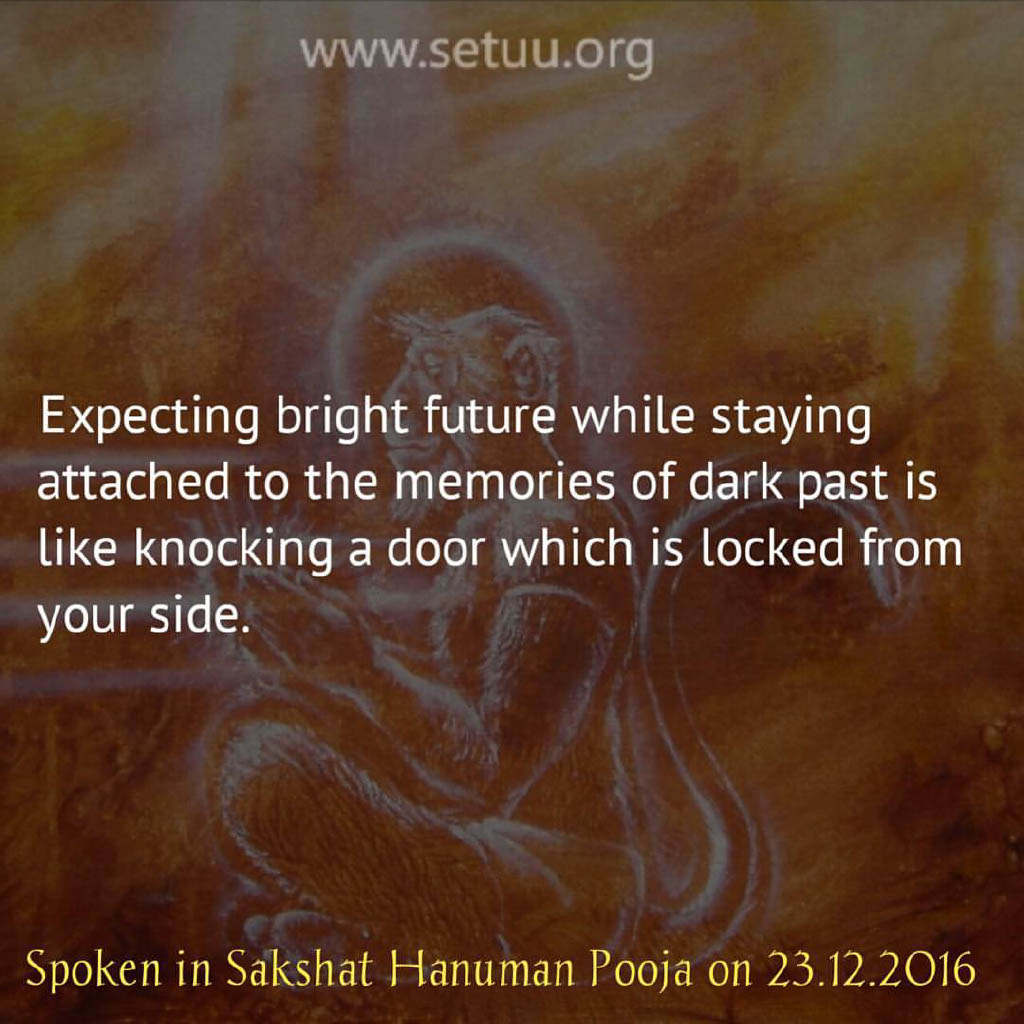 www.setuu.org
Expecting bright future while staying
attached to the memories of dark past is
like knocking a door which is locked from
your side.
Spoken in Sakshat Hanuman Pooja on 23.12.2016